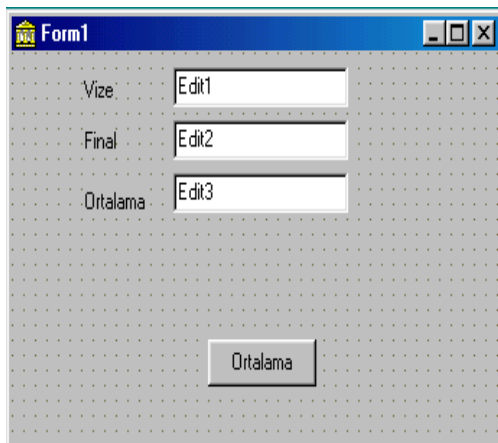 Form1
Vize Edit1
Final Edit2
Ortalama Edit3
Ortalama